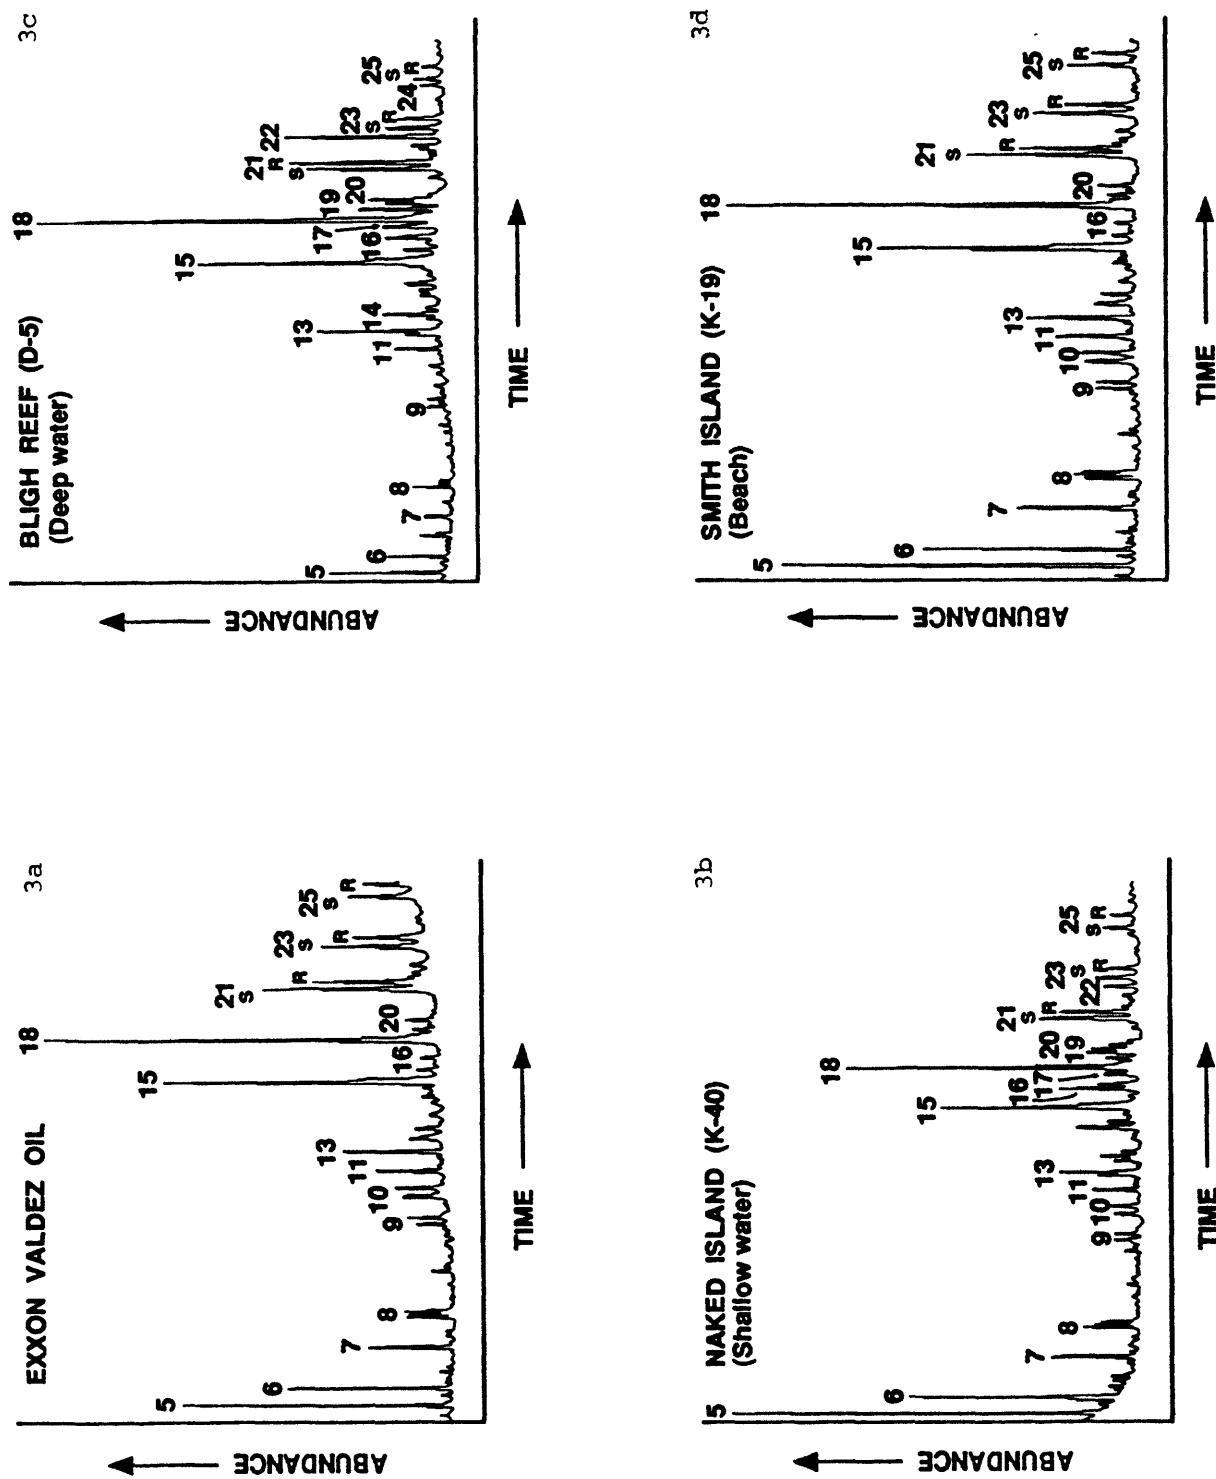 3a
EXXON VALDEZ OIL
ABUNDANCE
5
6
7
8
9
10
11
13
15
16
18
20
21
S
R
23
S
R
25
S
R
TIME
3c
BLIGH REEF (D-5)
(Deep water)
ABUNDANCE
5
6
7
8
9
11
13
14
15
16
17
18
19
20
21
S
R
22
23
S
R
24
25
S
R
TIME
3b
NAKED ISLAND (K-40)
(Shallow water)
ABUNDANCE
5
6
7
8
9
10
11
13
15
16
17
18
19
20
21
S
R
22
23
S
R
25
S
R
TIME
3d
SMITH ISLAND (K-19)
(Beach)
ABUNDANCE
5
6
7
8
9
10
11
13
15
16
18
20
21
S
R
23
S
R
25
S
R
TIME